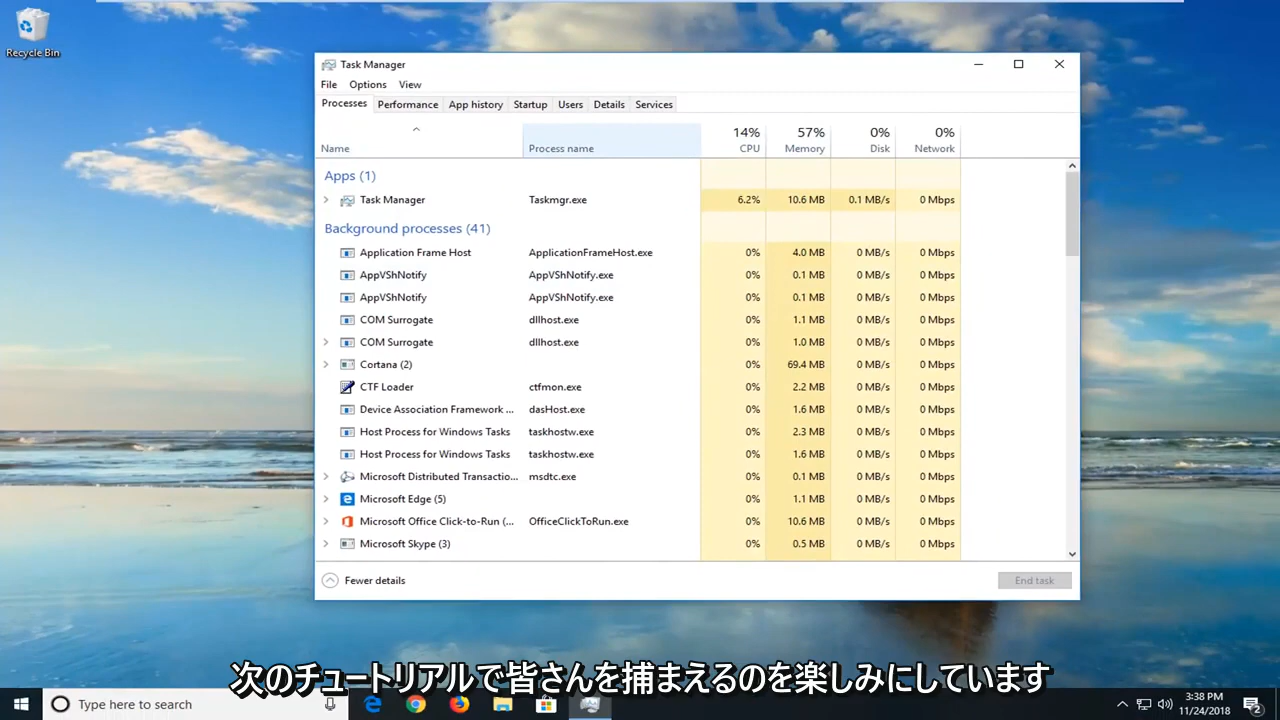 Recycle Bin
Task Manager
File Options View
Processes Performance App history Startup Users Details Services
14% 57% 0% 0%
Name Process name CPU Memory Disk Network
Apps (1)
Task Manager Taskmgr.exe 6.2% 10.6 MB 0.1 MB/s 0 Mbps
Background processes (41)
Application Frame Host ApplicationFrameHost.exe 0% 4.0 MB 0 MB/s 0 Mbps
AppVShNotify AppVShNotify.exe 0% 0.1 MB 0 MB/s 0 Mbps
AppVShNotify AppVShNotify.exe 0% 0.1 MB 0 MB/s 0 Mbps
COM Surrogate dllhost.exe 0% 1.1 MB 0 MB/s 0 Mbps
COM Surrogate dllhost.exe 0% 1.0 MB 0 MB/s 0 Mbps
Cortana (2) 0% 69.4 MB 0 MB/s 0 Mbps
CTF Loader ctfmon.exe 0% 2.2 MB 0 MB/s 0 Mbps
Device Association Framework ... dasHost.exe 0% 1.6 MB 0 MB/s 0 Mbps
Host Process for Windows Tasks taskhostw.exe 0% 2.3 MB 0 MB/s 0 Mbps
Host Process for Windows Tasks taskhostw.exe 0% 1.6 MB 0 MB/s 0 Mbps
Microsoft Distributed Transactio... msdtc.exe 0% 0.1 MB 0 MB/s 0 Mbps
Microsoft Edge (5) 0% 1.1 MB 0 MB/s 0 Mbps
Microsoft Office Click-to-Run (... OfficeClickToRun.exe 0% 10.6 MB 0 MB/s 0 Mbps
Microsoft Skype (3) 0% 0.5 MB 0 MB/s 0 Mbps
Fewer details End task
次のチュートリアルで皆さんを捕まえるのを楽しみにしています
Type here to search
3:38 PM
11/24/2018
2